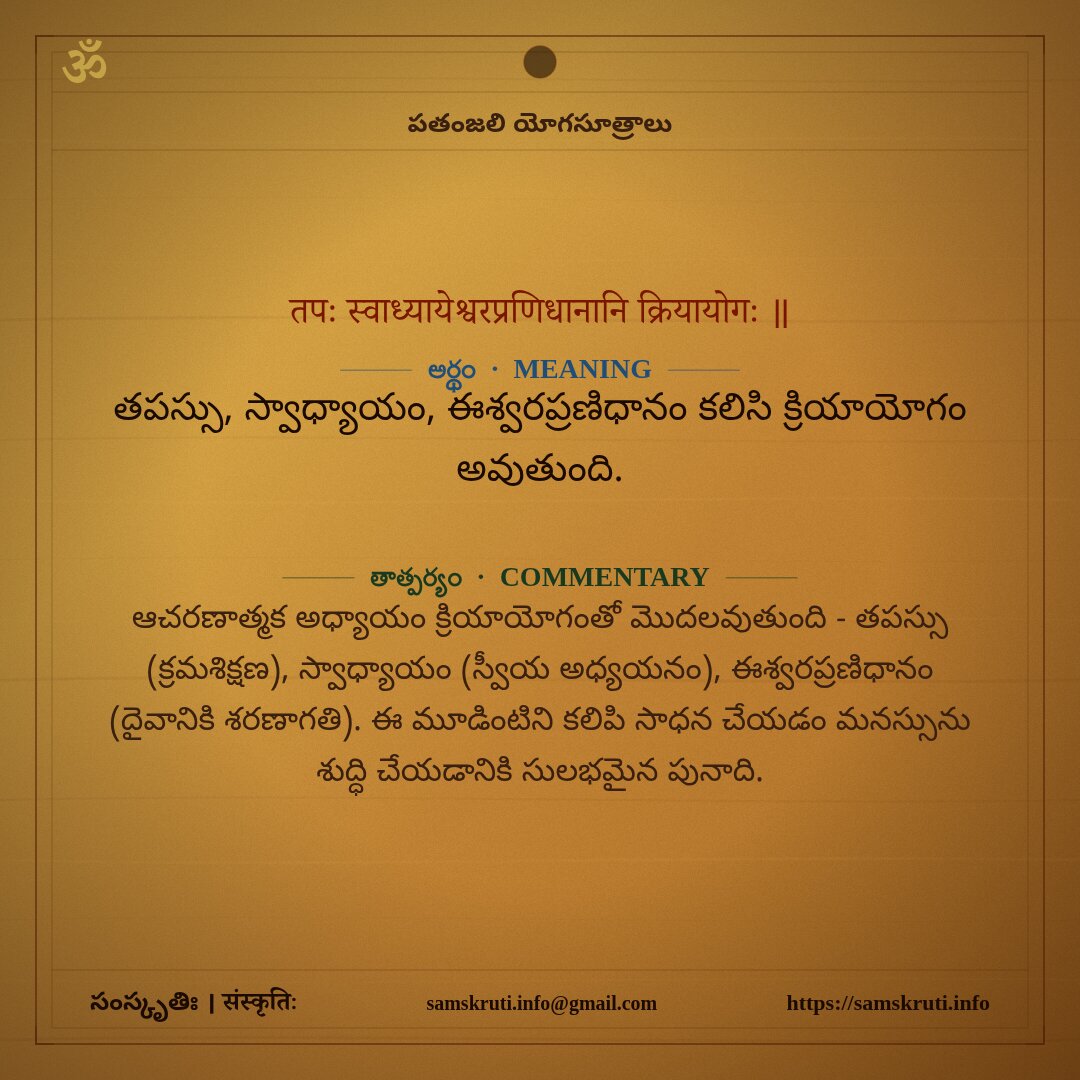 ॐ
పతంజలి యోగసూత్రాలు
तपः स्वाध्यायेश्वरप्रणिधानानि क्रियायोगः ॥
అర్థం · MEANING
తపస్సు, స్వాధ్యాయం, ఈశ్వరప్రణిధానం కలిసి క్రియాయోగం
అవుతుంది.
తాత్పర్యం · COMMENTARY
ఆచరణాత్మక అధ్యాయం క్రియాయోగంతో మొదలవుతుంది - తపస్సు
(క్రమశిక్షణ), స్వాధ్యాయం (స్వీయ అధ్యయనం), ఈశ్వరప్రణిధానం
(దైవానికి శరణాగతి). ఈ మూడింటిని కలిపి సాధన చేయడం మనస్సును
శుద్ధి చేయడానికి సులభమైన పునాది.
సంస్కృతిః | संस्कृतिः samskruti.info@gmail.com https://samskruti.info